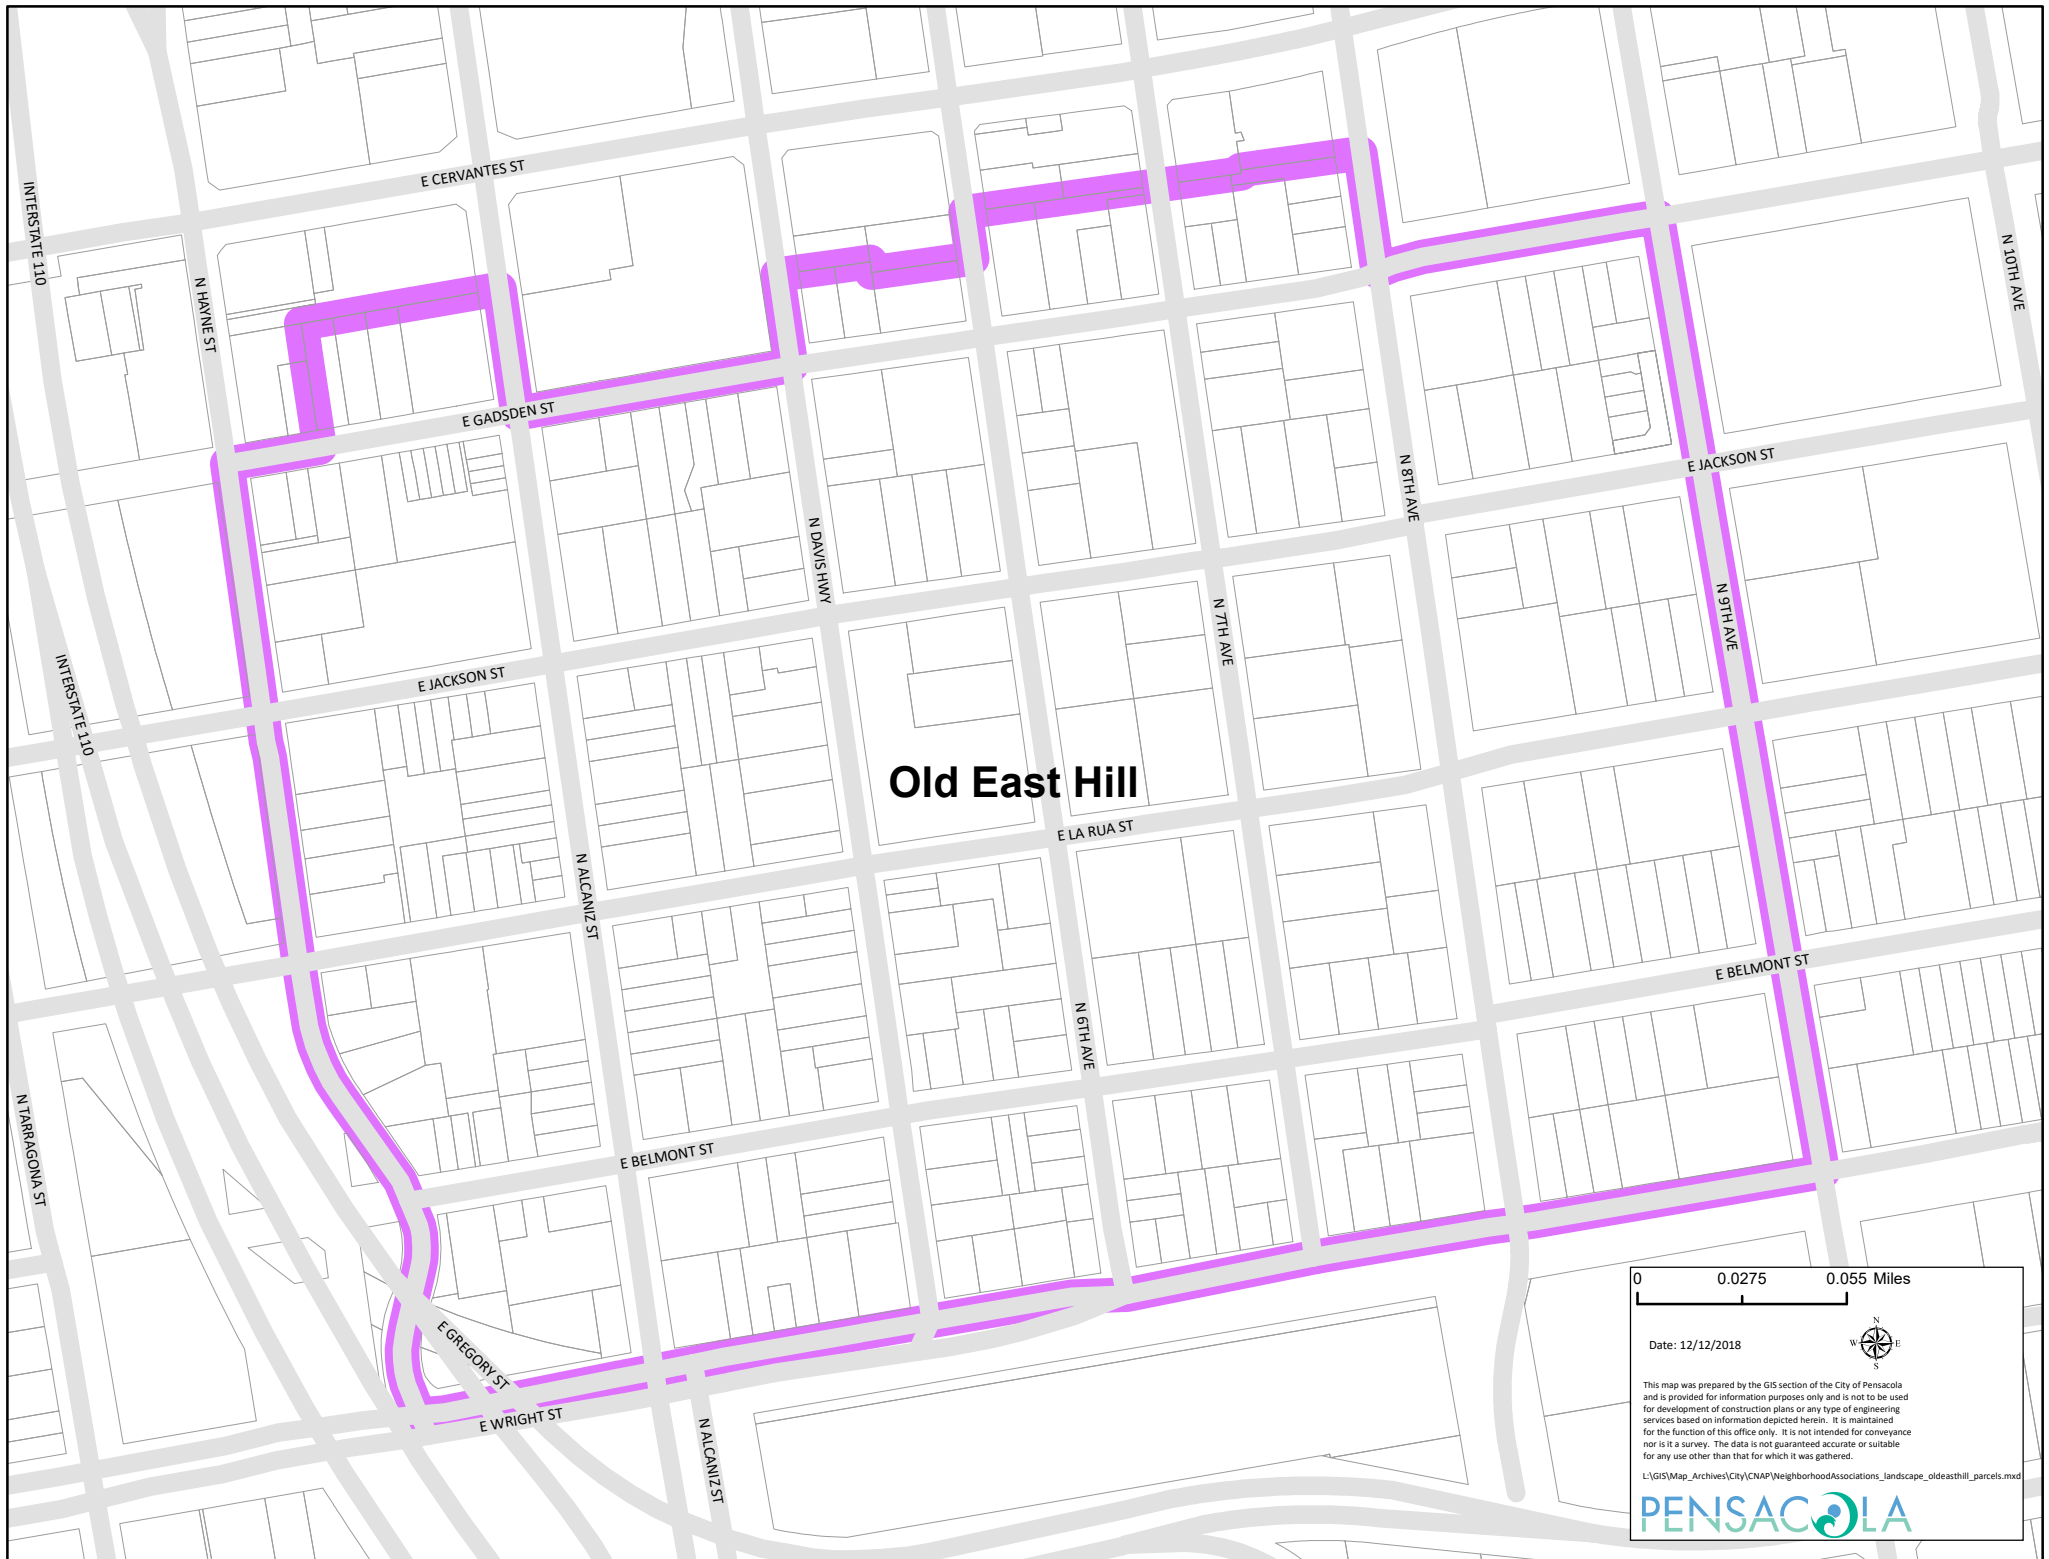 E CERVANTES ST
INTERSTATE 110
N HAYNE ST
N 10TH AVE
E GADSDEN ST
E JACKSON ST
N 8TH AVE
N DAVIS HWY
N 7TH AVE
N 9TH AVE
E JACKSON ST
INTERSTATE 110
Old East Hill
E LA RUA ST
N ALCANIZ ST
E BELMONT ST
N 6TH AVE
N TARRAGONA ST
E BELMONT ST
E GREGORY ST
E WRIGHT ST
N ALCANIZ ST
0 0.0275 0.055 Miles
N
W E
S
Date: 12/12/2018
This map was prepared by the GIS section of the City of Pensacola
and is provided for information purposes only and is not to be used
for development of construction plans or any type of engineering
services based on information depicted herein. It is maintained
for the function of this office only. It is not intended for conveyance
nor is it a survey. The data is not guaranteed accurate or suitable
for any use other than that for which it was gathered.
L:\GIS\Map_Archives\City\CNAP\NeighborhoodAssociations_landscape_oldeasthill_parcels.mxd
PENSACOLA